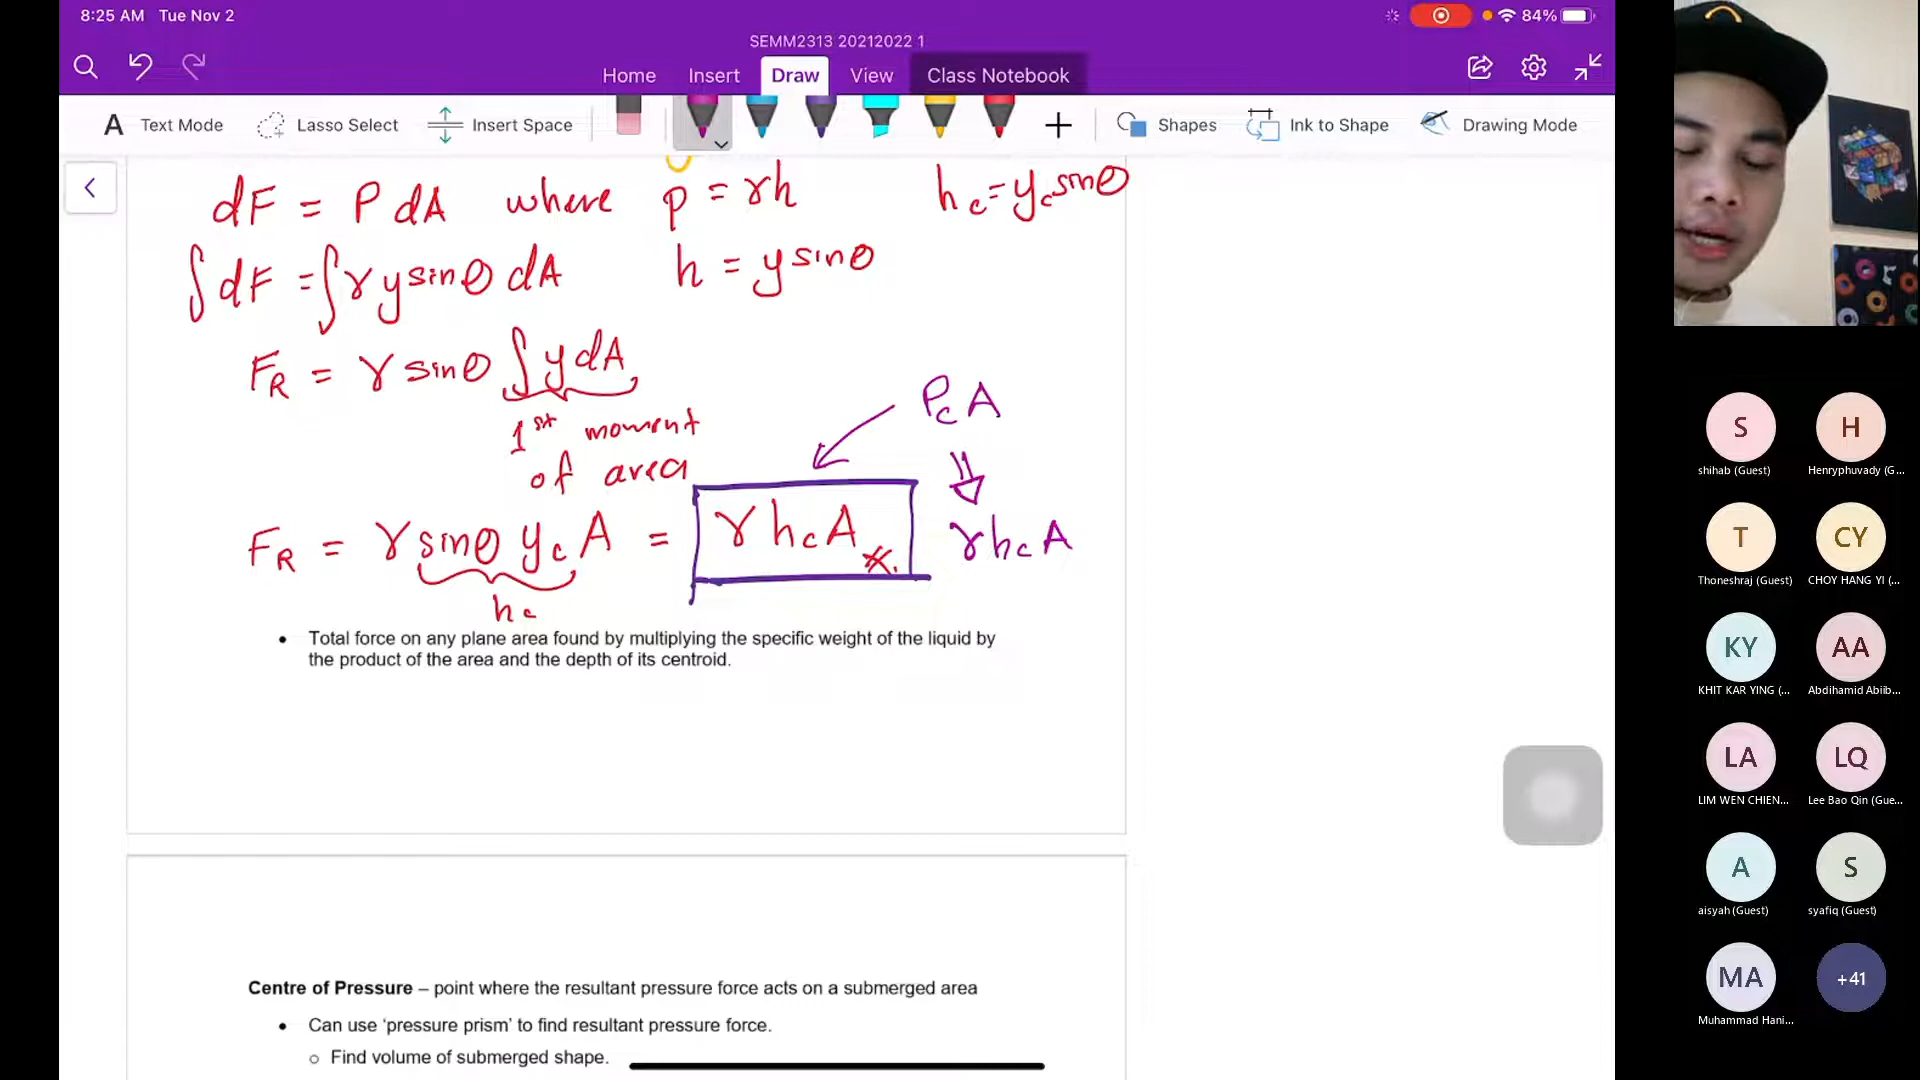 8:25 AM Tue Nov 2
84%
SEMM2313 20212022 1
Home Insert Draw View Class Notebook
A Text Mode Lasso Select Insert Space Shapes Ink to Shape Drawing Mode
dF = P dA where p = γh h_c = y_c sinθ
∫dF = ∫γ y sinθ dA h = y sinθ
F_R = γ sinθ ∫ y dA
P_c A
1st moment
of area
F_R = γ sinθ y_c A = γ h_c A γ h_c A
h_c
• Total force on any plane area found by multiplying the specific weight of the liquid by
the product of the area and the depth of its centroid.
Centre of Pressure – point where the resultant pressure force acts on a submerged area
• Can use ‘pressure prism’ to find resultant pressure force.
○ Find volume of submerged shape.
S H
shihab (Guest) Henryphuvady (G...
T CY
Thoneshraj (Guest) CHOY HANG YI (...
KY AA
KHIT KAR YING (... Abdihamid Abiib...
LA LQ
LIM WEN CHIEN... Lee Bao Qin (Gue...
A S
aisyah (Guest) syafiq (Guest)
MA +41
Muhammad Hani...